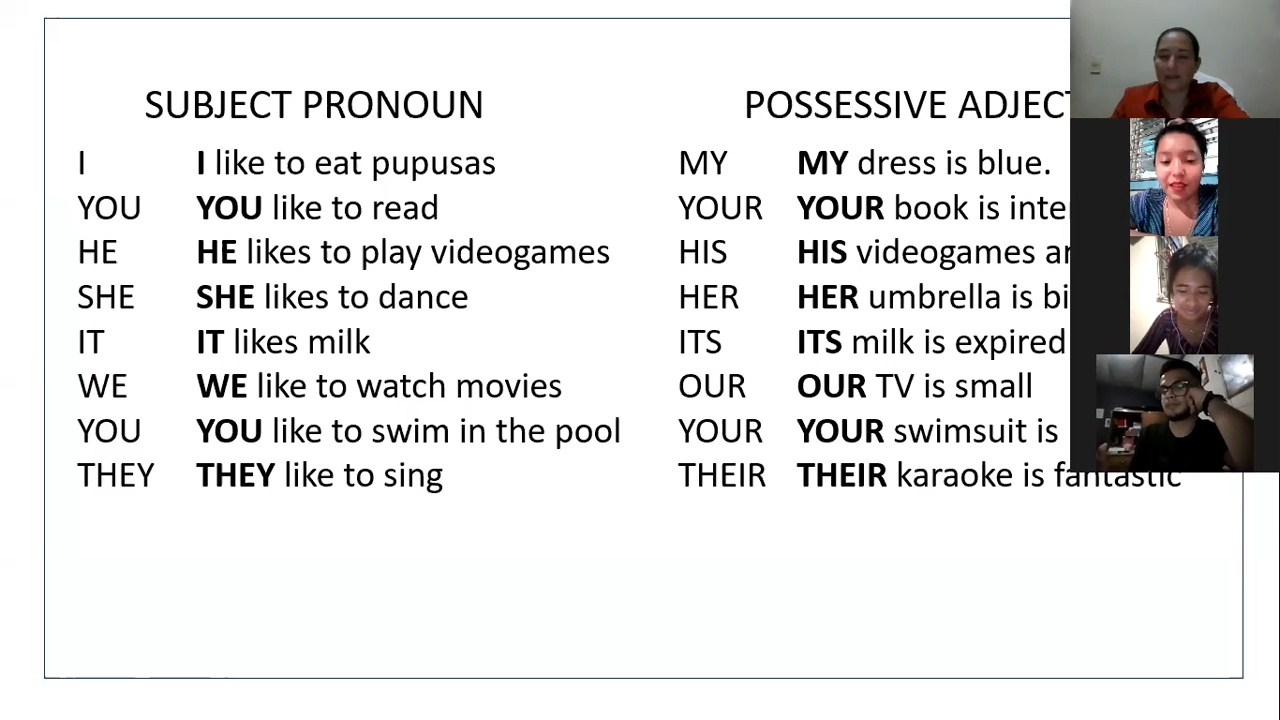 SUBJECT PRONOUN
I I like to eat pupusas
YOU YOU like to read
HE HE likes to play videogames
SHE SHE likes to dance
IT IT likes milk
WE WE like to watch movies
YOU YOU like to swim in the pool
THEY THEY like to sing
POSSESSIVE
MY MY dress is blue.
YOUR YOUR book is
HIS HIS videogames
HER HER umbrella is
ITS ITS milk is expired
OUR OUR TV is small
YOUR YOUR swimsuit is
THEIR THEIR karaoke is fantastic